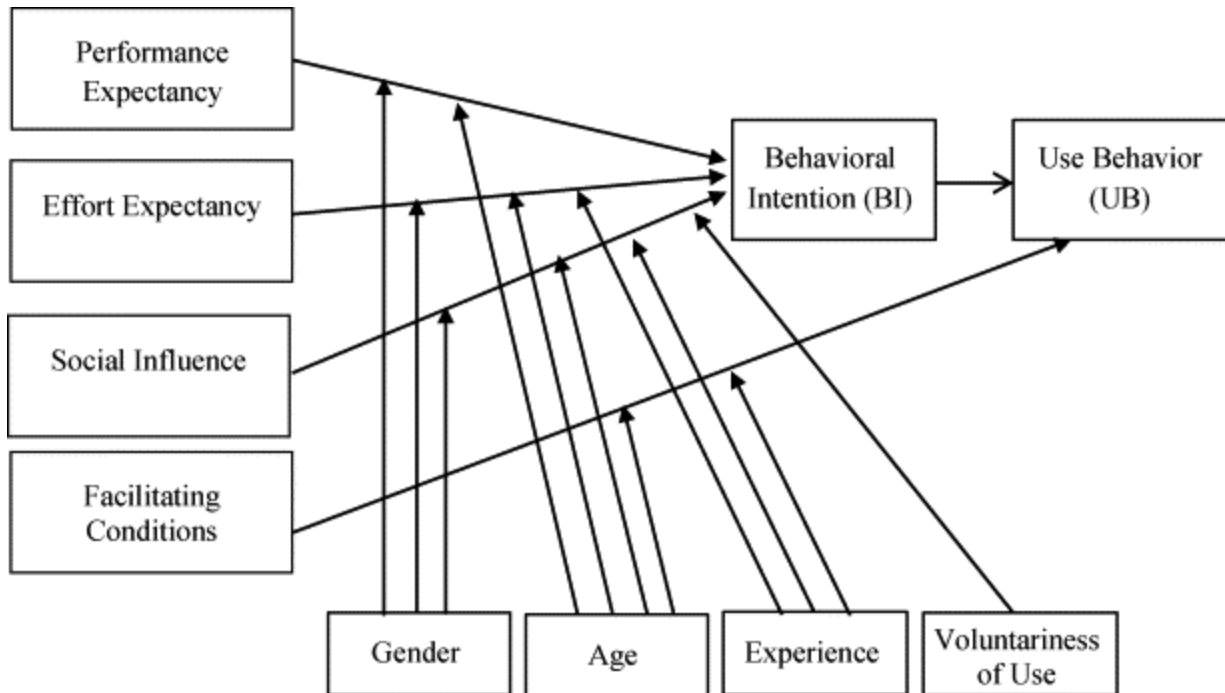 Performance
Expectancy
Effort Expectancy
Social Influence
Facilitating
Conditions
Behavioral
Intention (BI)
Use Behavior
(UB)
Gender
Age
Experience
Voluntariness
of Use